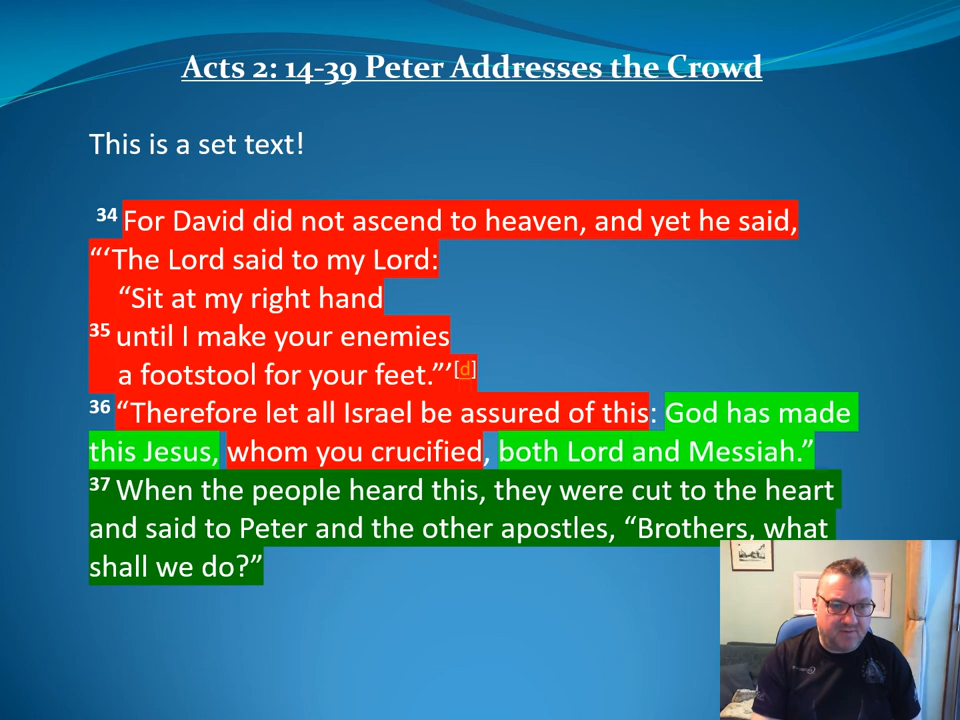 Acts 2: 14-39 Peter Addresses the Crowd
This is a set text!
34 For David did not ascend to heaven, and yet he said,
“‘The Lord said to my Lord:
“Sit at my right hand
35 until I make your enemies
a footstool for your feet.”’[d]
36 “Therefore let all Israel be assured of this: God has made
this Jesus, whom you crucified, both Lord and Messiah.”
37 When the people heard this, they were cut to the heart
and said to Peter and the other apostles, “Brothers, what
shall we do?”